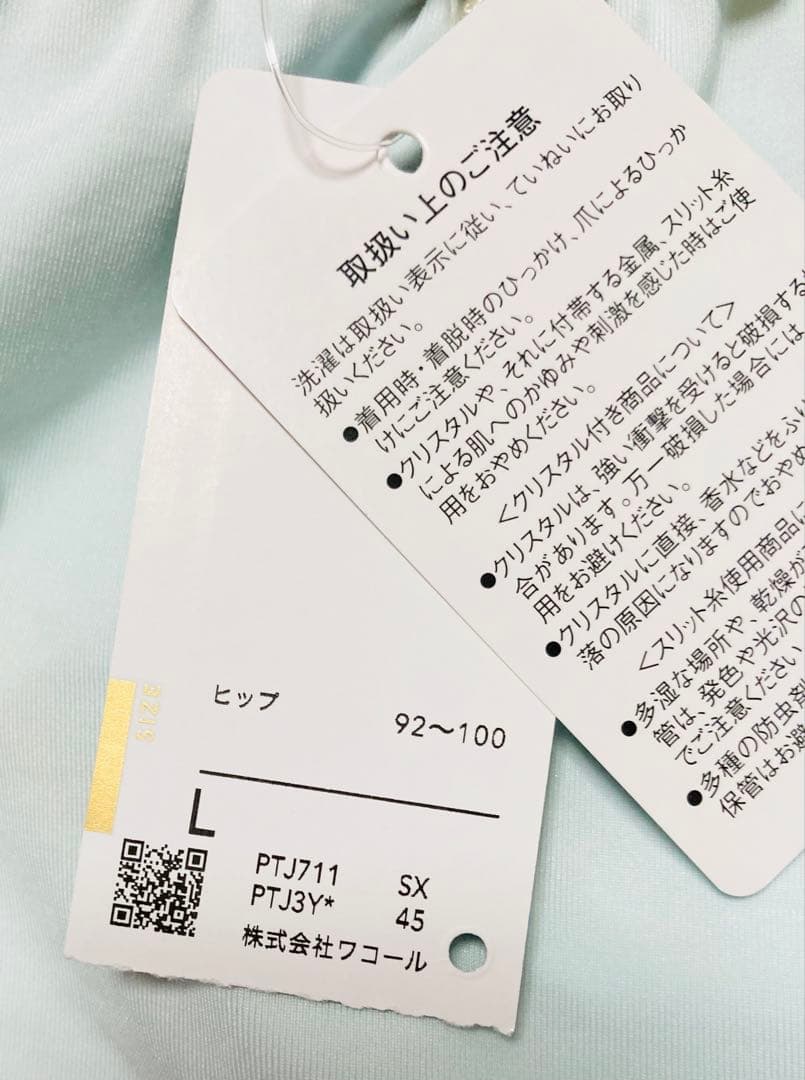 取扱い上のご注意
洗濯は取扱い表示に従い、ていねいにお取り
扱いください。
●着用時・着脱時のひっかけ、爪によるひっか
けにご注意ください。
●クリスタルや、それに付帯する金属、スリット糸
による肌へのかゆみや刺激を感じた時はご使
用をおやめください。
<クリスタル付き商品について>
●クリスタルは、強い衝撃を受けると破損する
合があります。万一破損した場合には
用をお避けください。
●クリスタルに直接、香水などをふり
落の原因になりますのでおやめ
<スリット糸使用商品に
●多湿な場所や、乾燥が
管は、発色や光沢の
でご注意ください
●多種の防虫剤
保管はお避
SIZE
ヒップ
92〜100
L
PTJ711 SX
PTJ3Y* 45
株式会社ワコール